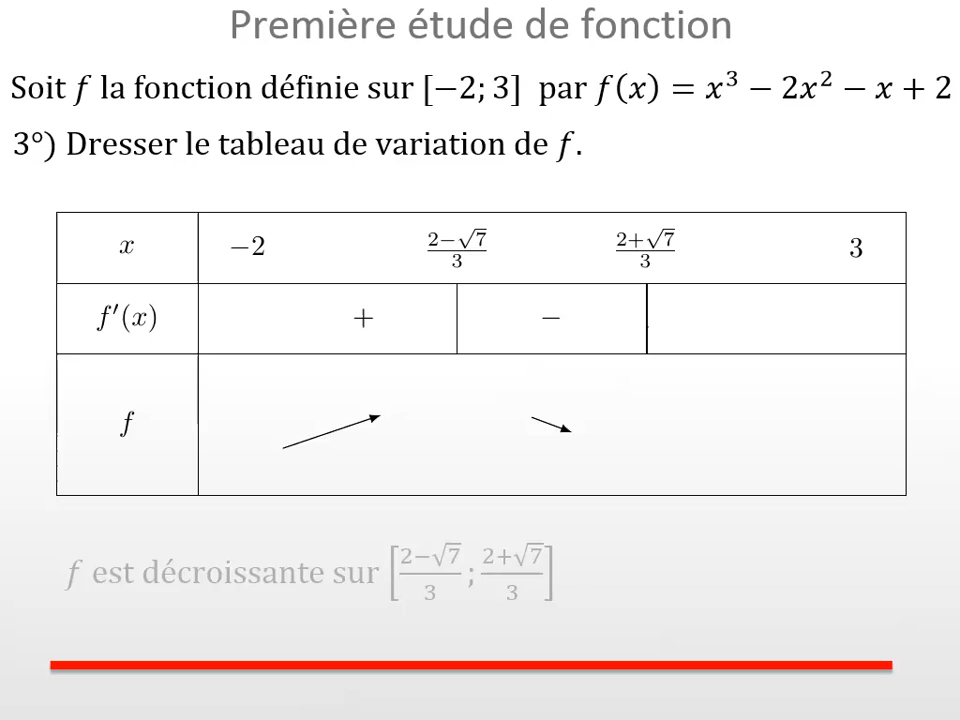 Première étude de fonction
Soit f la fonction définie sur [−2; 3] par f(x) = x³ − 2x² − x + 2
3°) Dresser le tableau de variation de f.
x −2 (2−√7)/3 (2+√7)/3 3
f′(x) + −
f
f est décroissante sur [(2−√7)/3 ; (2+√7)/3]